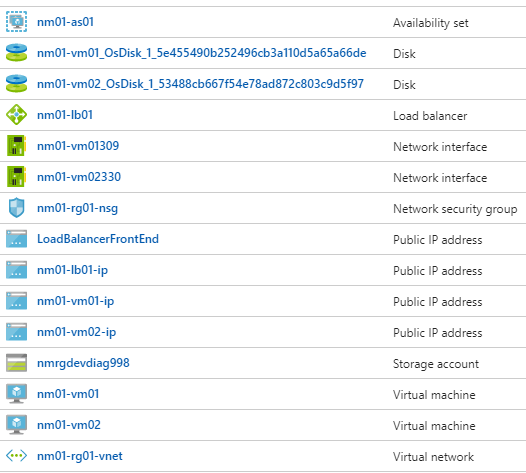 nm01-as01 Availability set
nm01-vm01_OsDisk_1_5e455490b252496cb3a110d5a65a66de Disk
nm01-vm02_OsDisk_1_53488cb667f54e78ad872c803c9d5f97 Disk
nm01-lb01 Load balancer
nm01-vm01309 Network interface
nm01-vm02330 Network interface
nm01-rg01-nsg Network security group
LoadBalancerFrontEnd Public IP address
nm01-lb01-ip Public IP address
nm01-vm01-ip Public IP address
nm01-vm02-ip Public IP address
nmrgdevdiag998 Storage account
nm01-vm01 Virtual machine
nm01-vm02 Virtual machine
nm01-rg01-vnet Virtual network